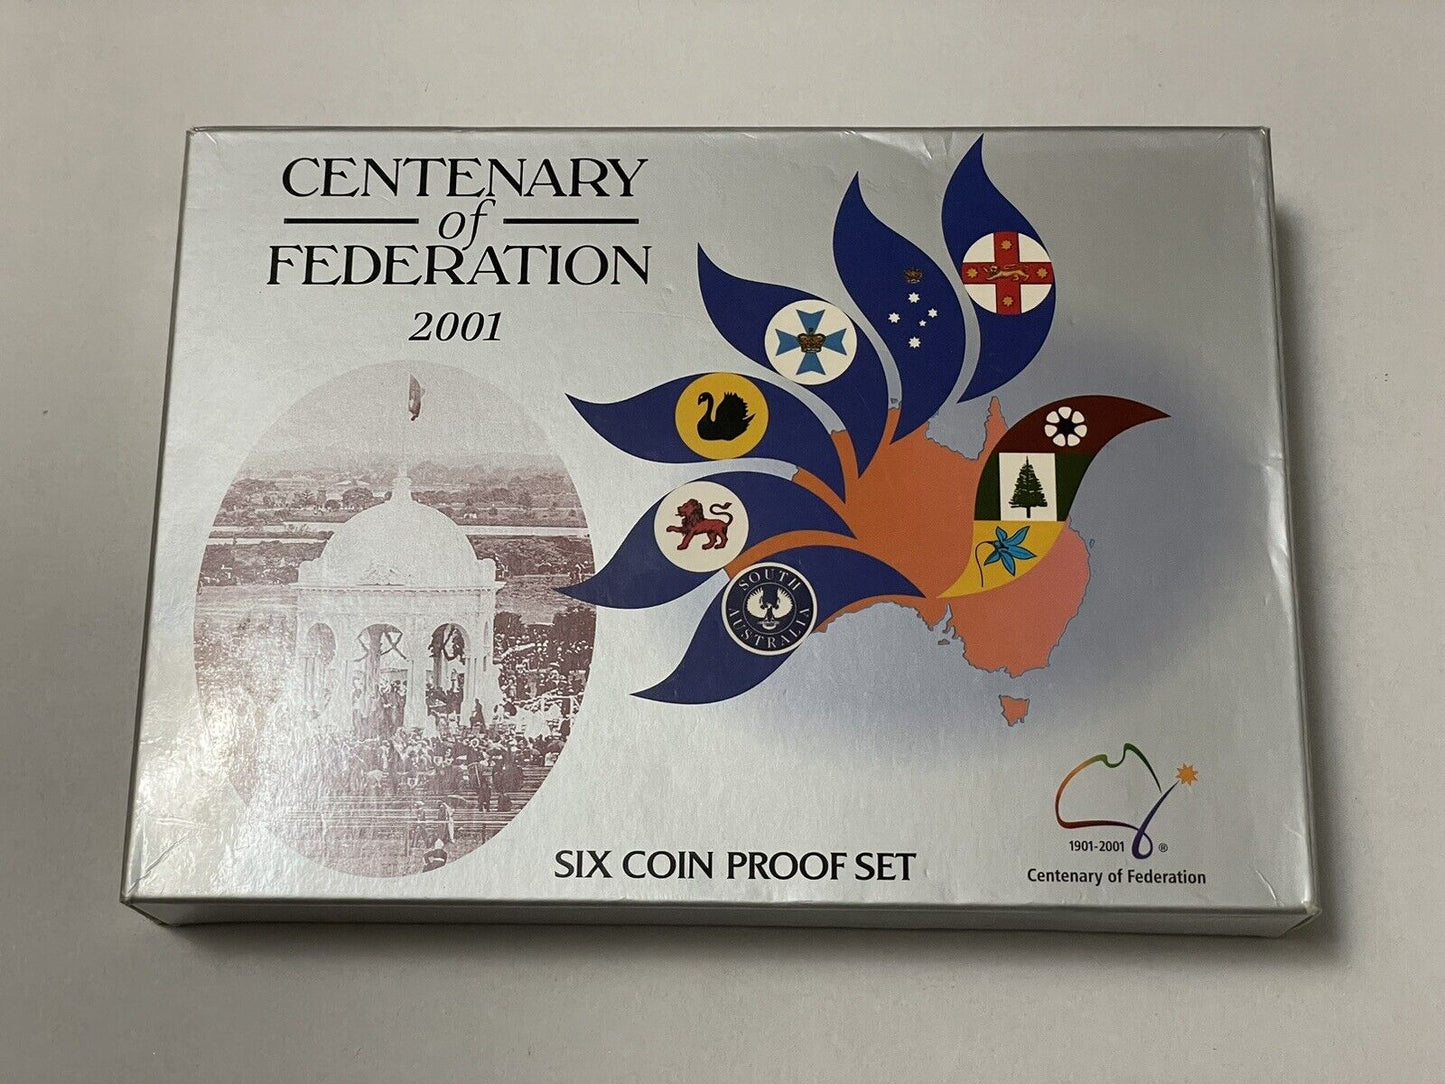 CENTENARY
of
FEDERATION
2001
SOUTH
AUSTRALIA
SIX COIN PROOF SET
1901-2001 ®
Centenary of Federation